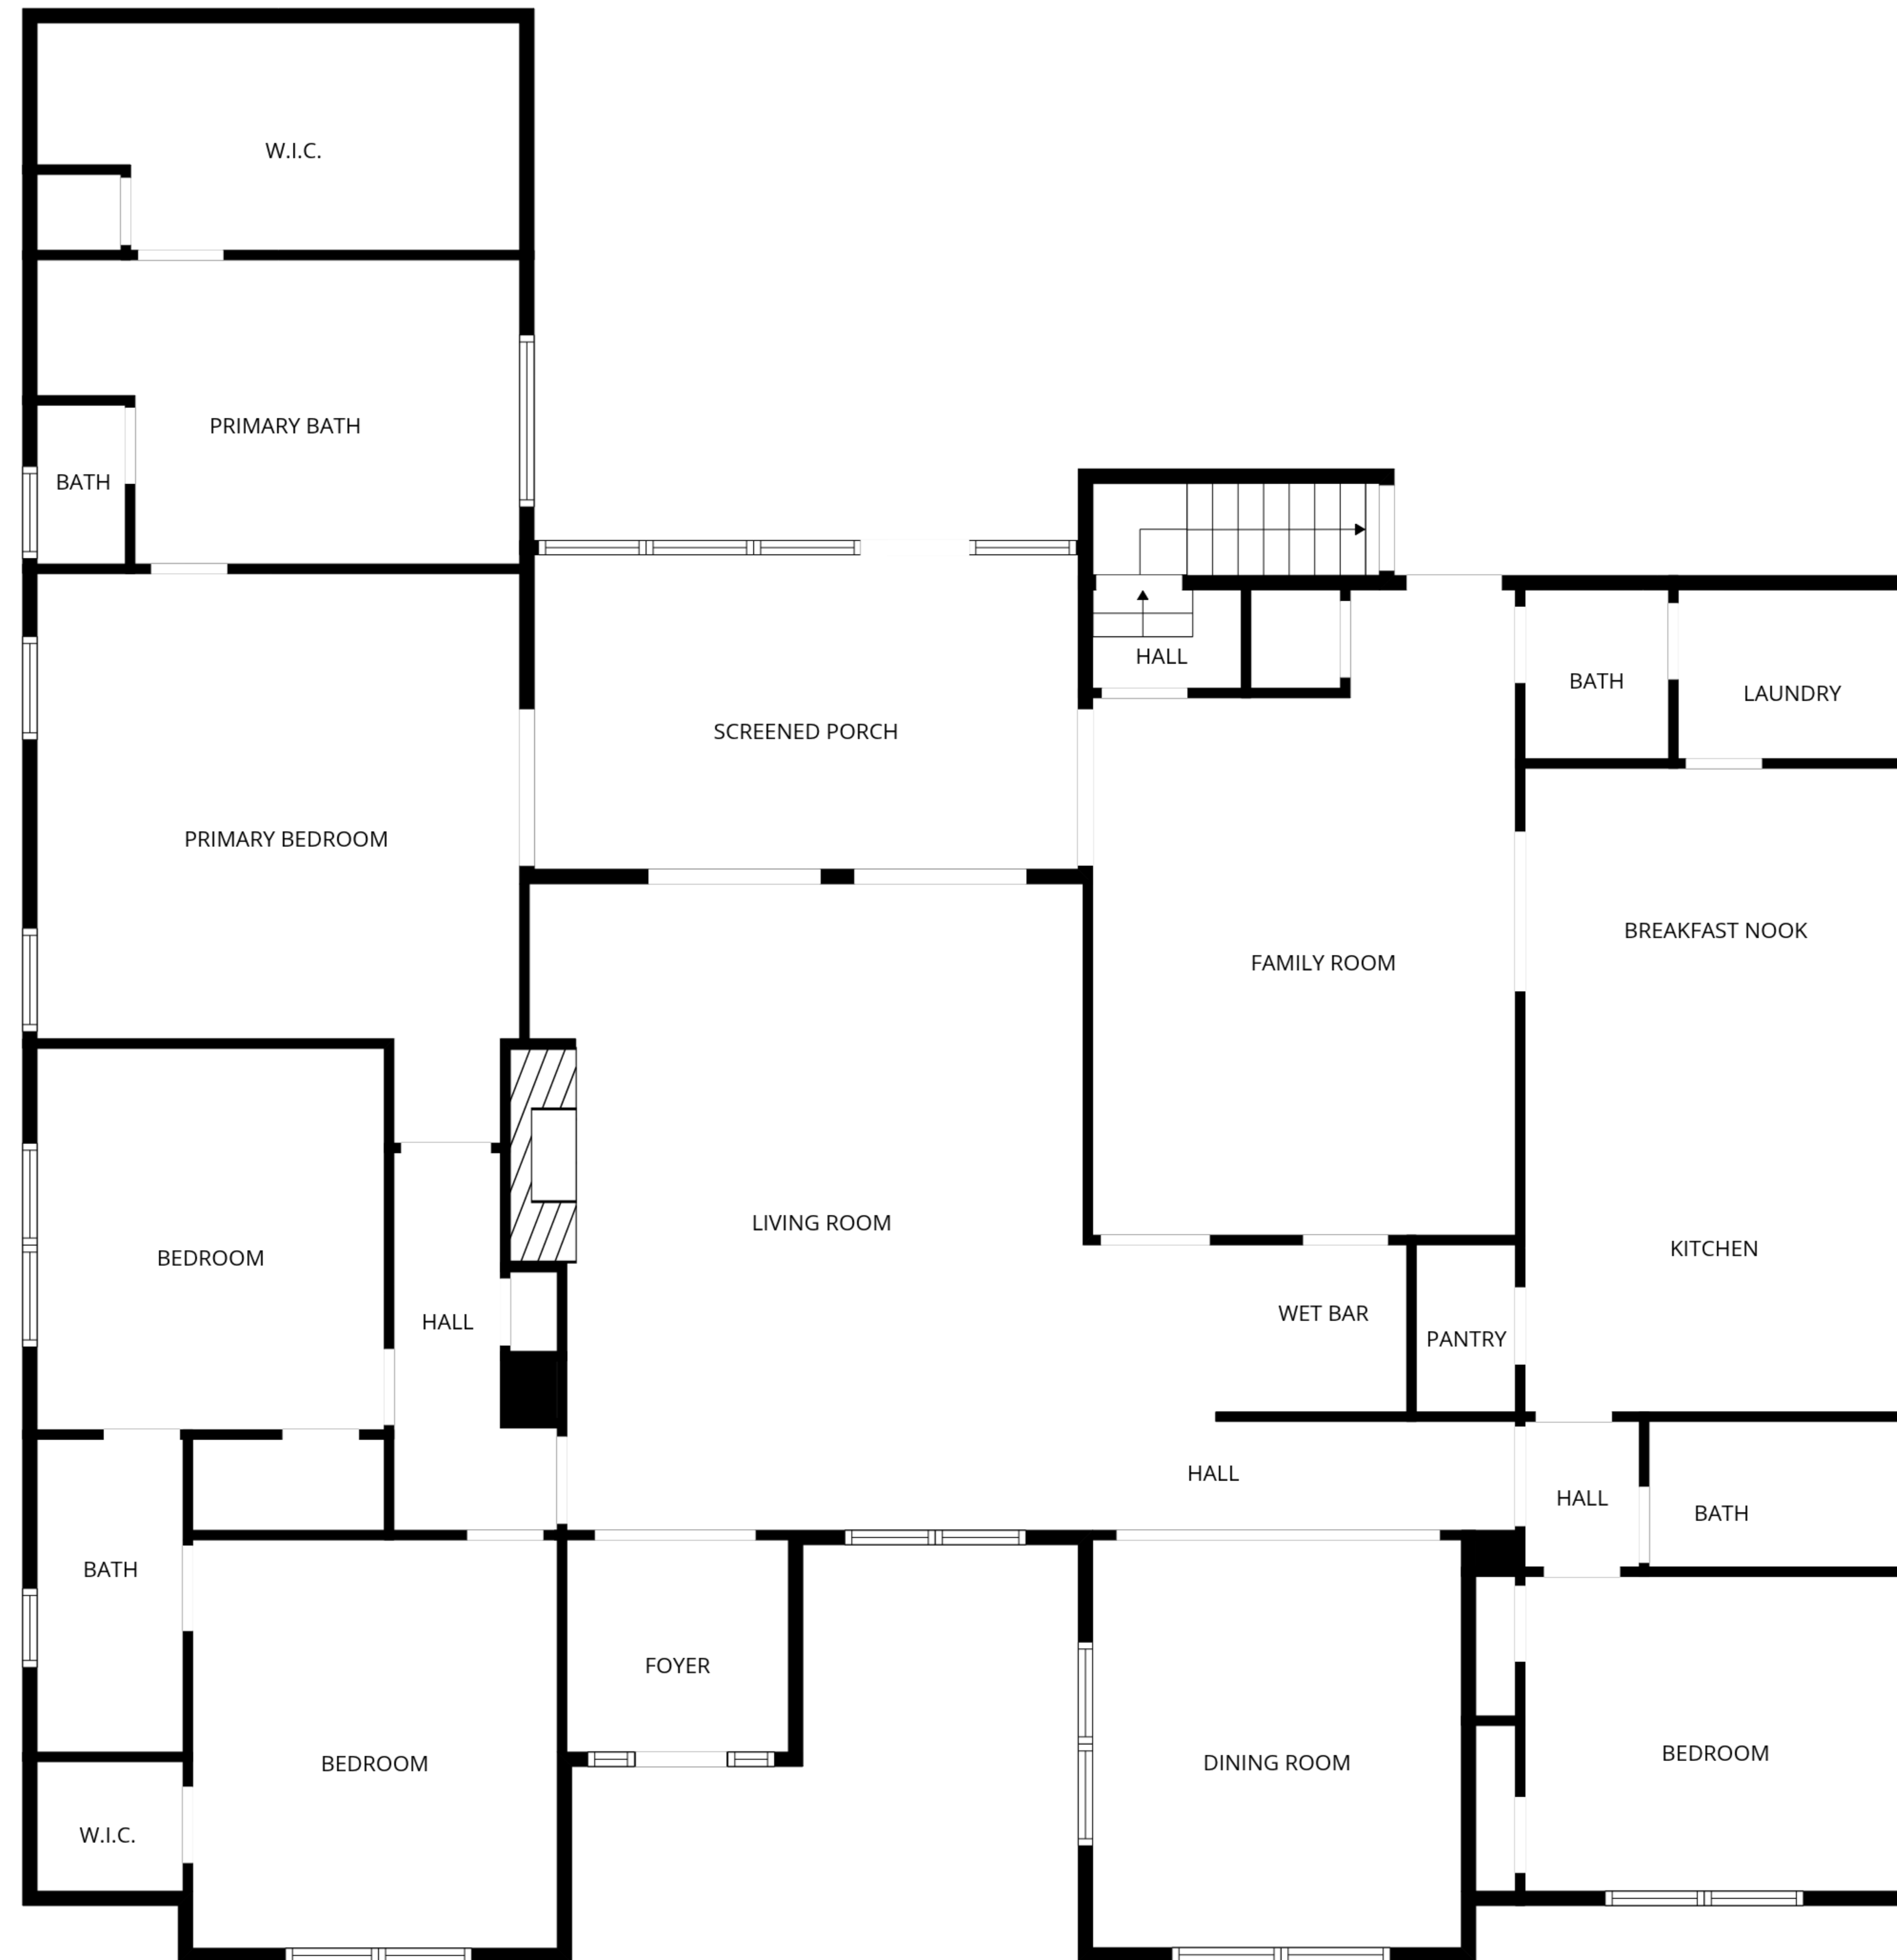 W.I.C.
PRIMARY BATH
BATH
HALL
BATH
LAUNDRY
SCREENED PORCH
PRIMARY BEDROOM
BREAKFAST NOOK
FAMILY ROOM
LIVING ROOM
KITCHEN
BEDROOM
WET BAR
HALL
PANTRY
HALL
HALL
BATH
BATH
FOYER
BEDROOM
DINING ROOM
BEDROOM
W.I.C.